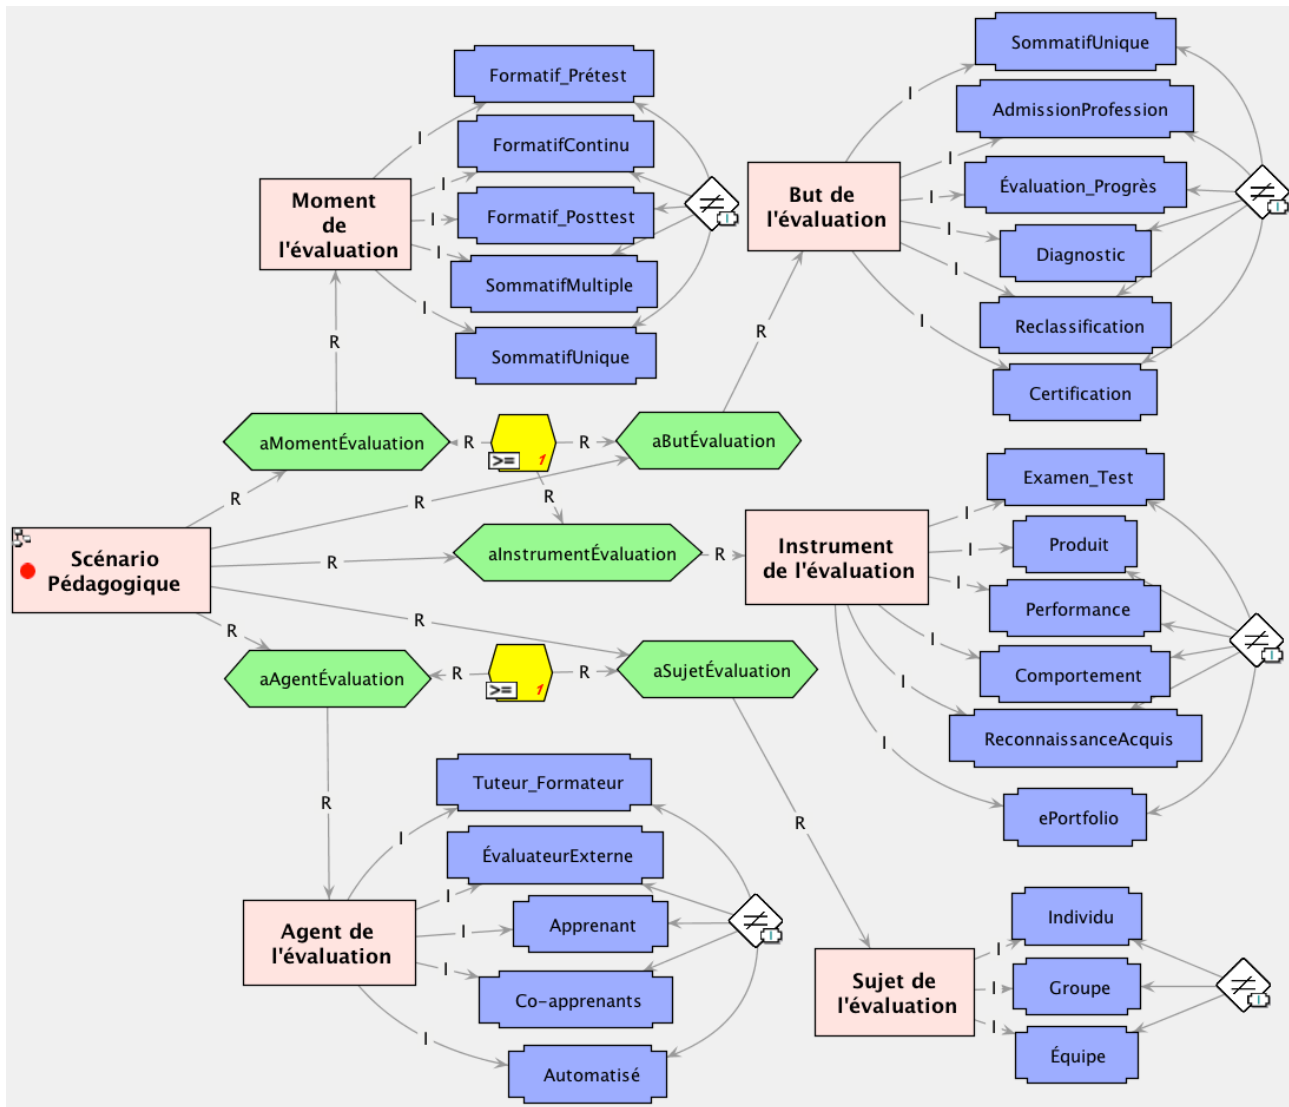 SommatifUnique
Formatif_Prétest
I
AdmissionProfession
I
FormatifContinu
I
I
Moment
de
l'évaluation
But de
l'évaluation
Évaluation_Progrès
I
I
≠
I
≠
I
Formatif_Posttest
I
I
Diagnostic
I
SommatifMultiple
I
I
Reclassification
I
R
R
SommatifUnique
Certification
aMomentÉvaluation
R
>=
1
R
aButÉvaluation
R
R
R
Examen_Test
I
Scénario
Pédagogique
R
aInstrumentÉvaluation
R
Instrument
de l'évaluation
I
Produit
I
Performance
R
R
I
≠
I
aAgentÉvaluation
R
>=
1
R
aSujetÉvaluation
I
Comportement
I
ReconnaissanceAcquis
I
ePortfolio
R
R
Tuteur_Formateur
I
ÉvaluateurExterne
I
Agent de
l'évaluation
I
Apprenant
≠
I
I
Co-apprenants
I
Automatisé
Sujet de
l'évaluation
I
Individu
I
Groupe
≠
I
I
Équipe